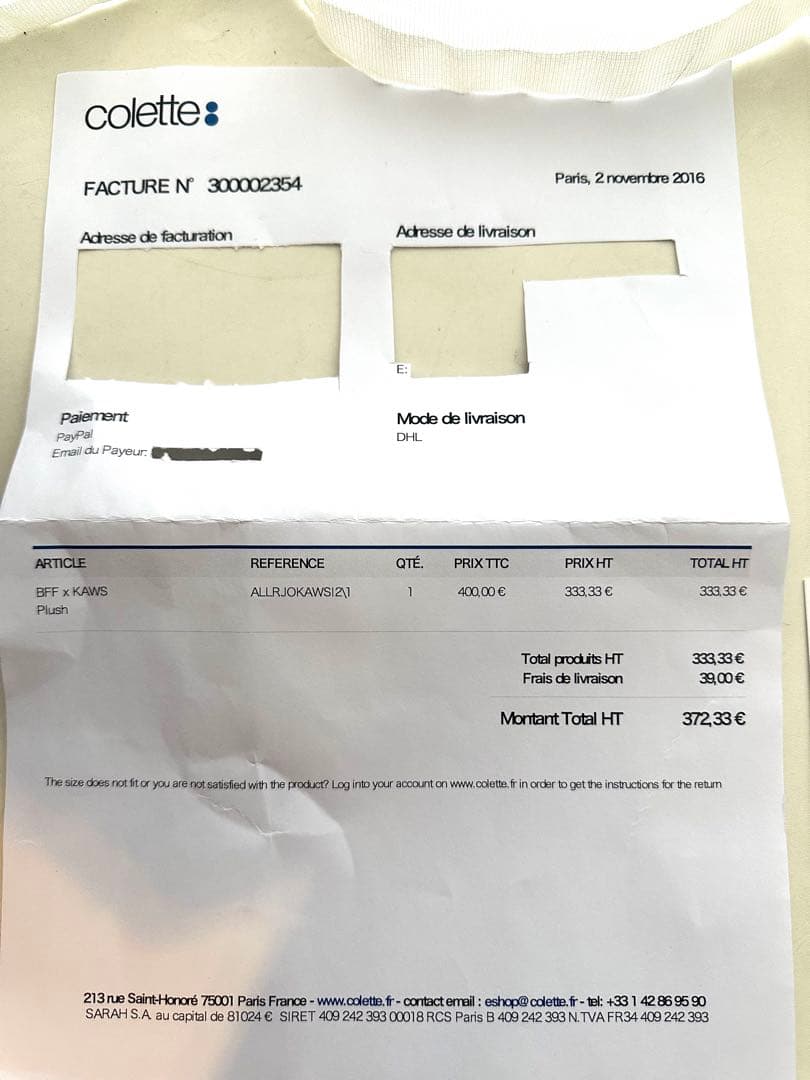 colette:
FACTURE N° 300002354
Paris, 2 novembre 2016
Adresse de facturation
Adresse de livraison
E:
Paiement
PayPal
Email du Payeur:
Mode de livraison
DHL
ARTICLE REFERENCE QTÉ. PRIX TTC PRIX HT TOTAL HT
BFF x KAWS ALLRJOKAWSI2\1 1 400,00 € 333,33 € 333,33 €
Plush
Total produits HT 333,33 €
Frais de livraison 39,00 €
Montant Total HT 372,33 €
The size does not fit or you are not satisfied with the product? Log into your account on www.colette.fr in order to get the instructions for the return
213 rue Saint-Honoré 75001 Paris France - www.colette.fr - contact email : eshop@colette.fr - tel: +33 1 42 86 95 90
SARAH S.A. au capital de 81024 € SIRET 409 242 393 00018 RCS Paris B 409 242 393 N.TVA FR34 409 242 393